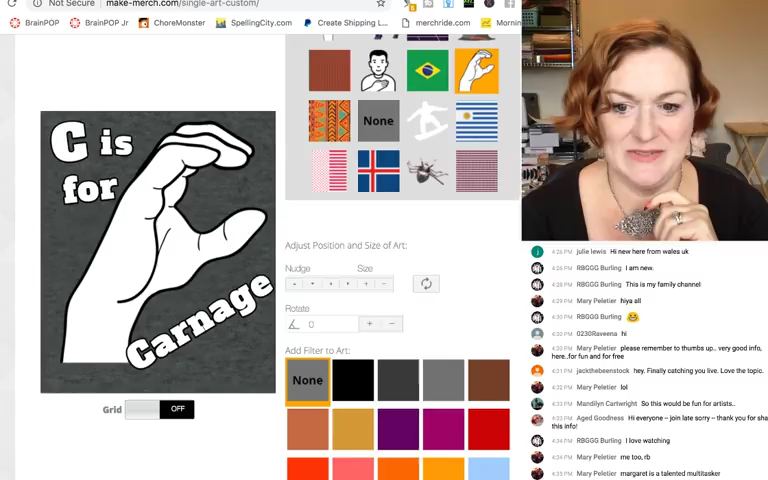 Not Secure | make-merch.com/single-art-custom/
BrainPOP
BrainPOP Jr
ChoreMonster
SpellingCity.com
Create Shipping L...
merchride.com
Mornin
C is
for
Carnage
None
Adjust Position and Size of Art:
Nudge
Size
Rotate
0
Add Filter to Art:
None
Grid
OFF
4:26 PM julie lewis Hi new here from wales uk
4:26 PM RBGGG Burling I am new.
4:28 PM RBGGG Burling This is my family channel
4:29 PM Mary Peletier hiya all
4:30 PM RBGGG Burling 😂
4:30 PM 0230Raveena hi
4:30 PM Mary Peletier please remember to thumbs up.. very good info,
here..for fun and for free
4:31 PM jackthebeenstock hey. Finally catching you live. Love the topic.
4:32 PM Mary Peletier lol
4:33 PM Mandilyn Cartwright So this would be fun for artists..
4:33 PM Aged Goodness Hi everyone – join late sorry – thank you for sha
this info!
4:34 PM RBGGG Burling I love watching
4:34 PM Mary Peletier me too, rb
4:35 PM Mary Peletier margaret is a talented multitasker